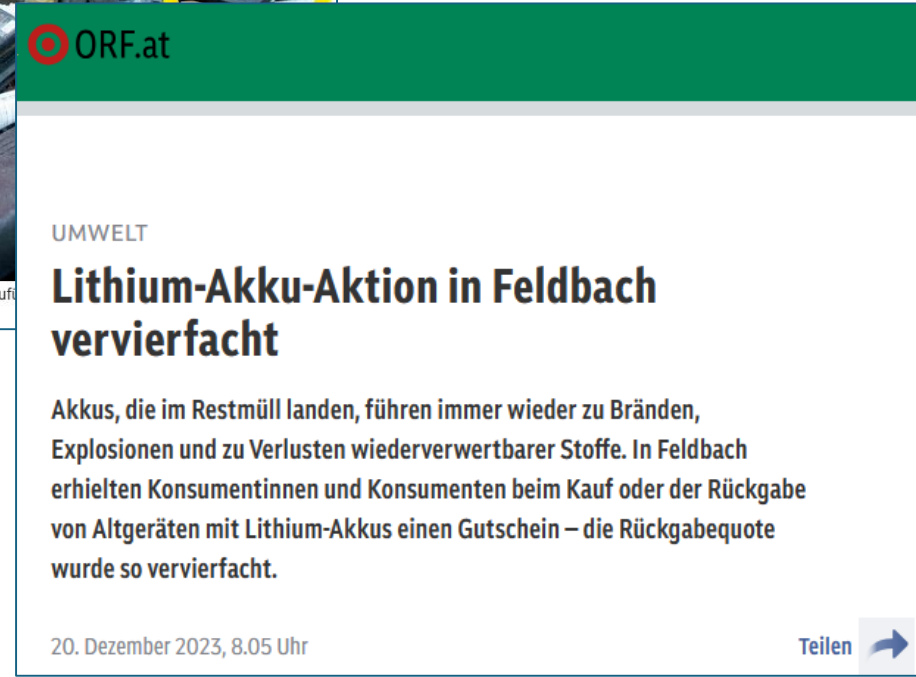 ORF.at
UMWELT
Lithium-Akku-Aktion in Feldbach
vervierfacht
Akkus, die im Restmüll landen, führen immer wieder zu Bränden,
Explosionen und zu Verlusten wiederverwertbarer Stoffe. In Feldbach
erhielten Konsumentinnen und Konsumenten beim Kauf oder der Rückgabe
von Altgeräten mit Lithium-Akkus einen Gutschein – die Rückgabequote
wurde so vervierfacht.
20. Dezember 2023, 8.05 Uhr
Teilen